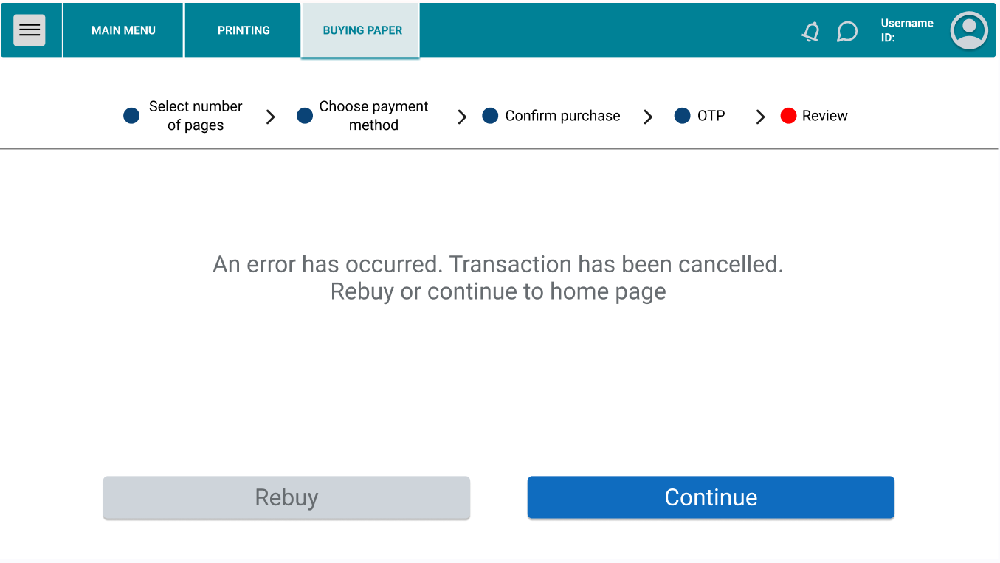 MAIN MENU
PRINTING
BUYING PAPER
Username
ID:
Select number
of pages
Choose payment
method
Confirm purchase
OTP
Review
An error has occurred. Transaction has been cancelled.
Rebuy or continue to home page
Rebuy
Continue